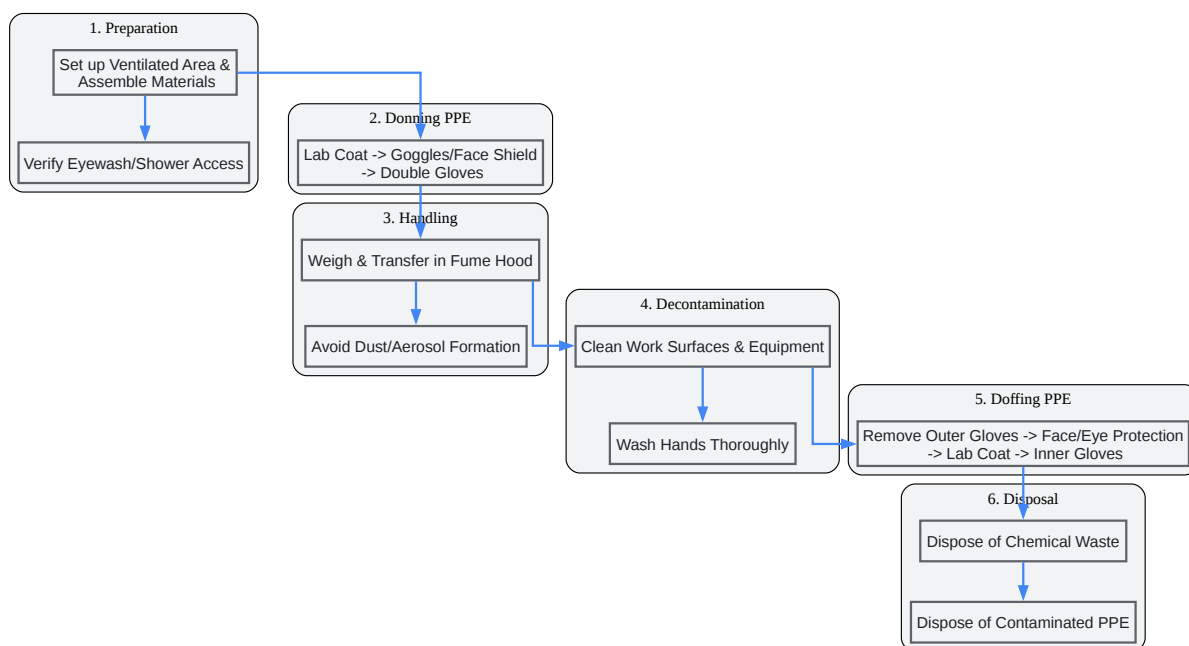 1. Preparation
Set up Ventilated Area &
Assemble Materials
Verify Eyewash/Shower Access
2. Donning PPE
Lab Coat -> Goggles/Face Shield
-> Double Gloves
3. Handling
Weigh & Transfer in Fume Hood
Avoid Dust/Aerosol Formation
4. Decontamination
Clean Work Surfaces & Equipment
Wash Hands Thoroughly
5. Doffing PPE
Remove Outer Gloves -> Face/Eye Protection
-> Lab Coat -> Inner Gloves
6. Disposal
Dispose of Chemical Waste
Dispose of Contaminated PPE